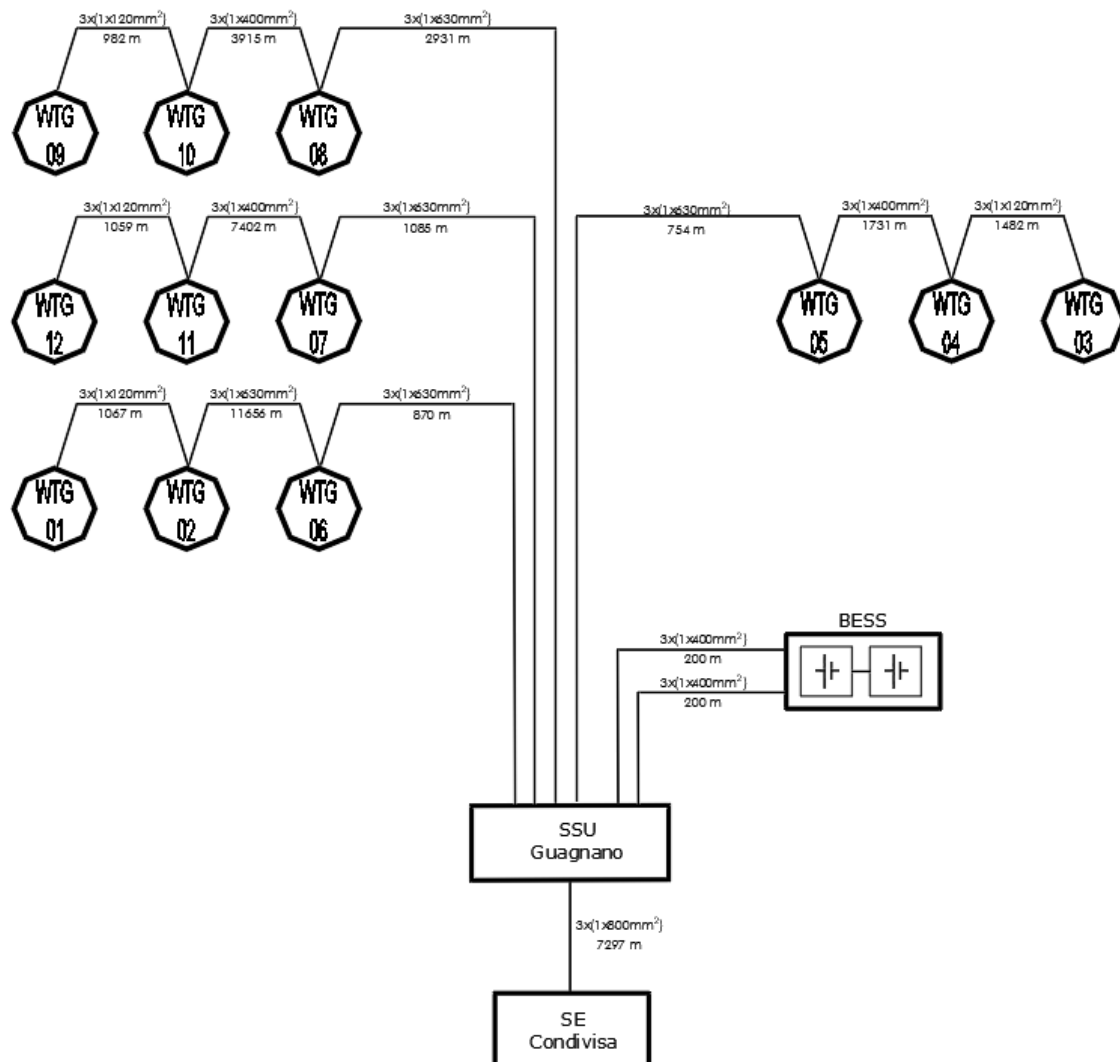 3x(1x120mm²)
982 m
3x(1x400mm²)
3915 m
3x(1x630mm²)
2931 m
WTG
09
WTG
10
WTG
08
3x(1x120mm²)
1059 m
3x(1x400mm²)
7402 m
3x(1x630mm²)
1085 m
3x(1x630mm²)
754 m
3x(1x400mm²)
1731 m
3x(1x120mm²)
1482 m
WTG
12
WTG
11
WTG
07
WTG
05
WTG
04
WTG
03
3x(1x120mm²)
1067 m
3x(1x630mm²)
11656 m
3x(1x630mm²)
870 m
WTG
01
WTG
02
WTG
06
BESS
3x(1x400mm²)
200 m
3x(1x400mm²)
200 m
SSU
Guagnano
3x(1x800mm²)
7297 m
SE
Condivisa